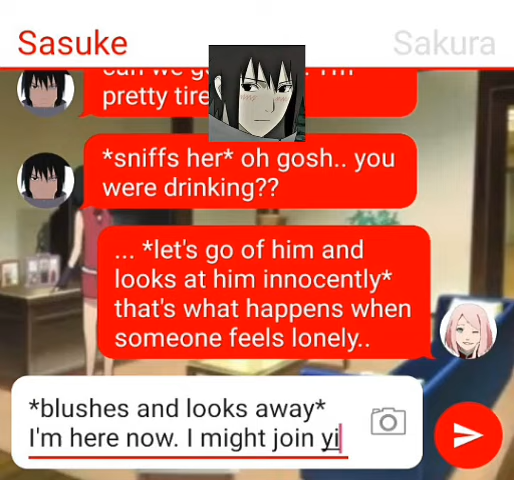 Sasuke
Sakura
pretty tire
*sniffs her* oh gosh.. you
were drinking??
... *let's go of him and
looks at him innocently*
that's what happens when
someone feels lonely..
*blushes and looks away*
I'm here now. I might join yi